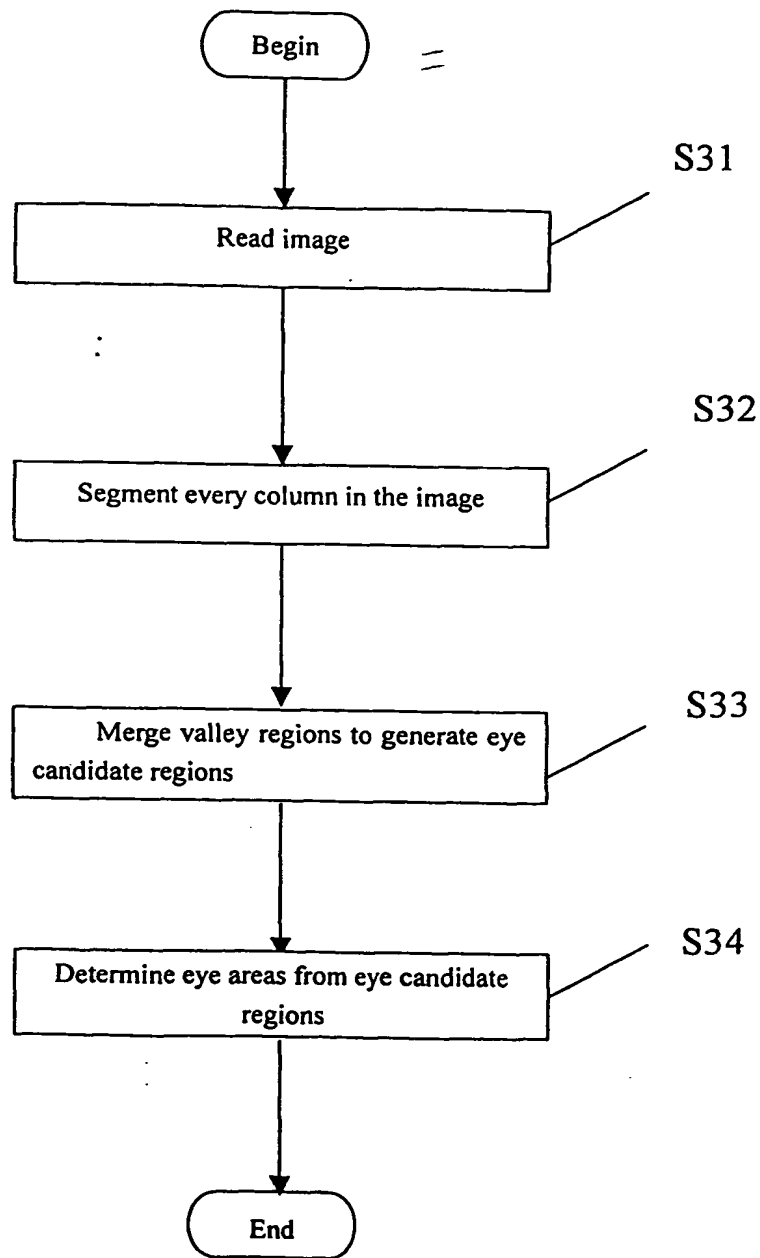 Begin
S31
Read image
S32
Segment every column in the image
S33
Merge valley regions to generate eye
candidate regions
S34
Determine eye areas from eye candidate
regions
End